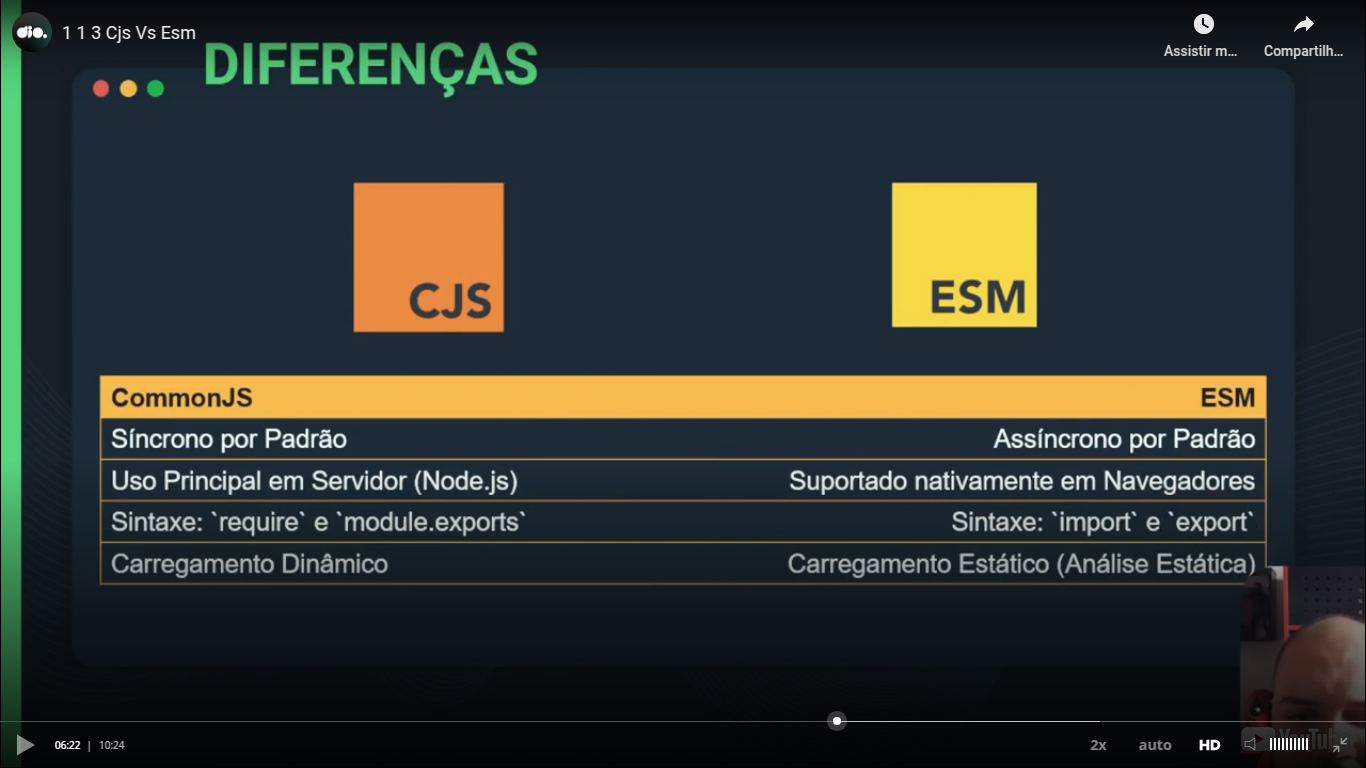 dio.
1 1 3 Cjs Vs Esm
Assistir m...
Compartilh...
DIFERENÇAS
CJS
ESM
CommonJS ESM
Síncrono por Padrão Assíncrono por Padrão
Uso Principal em Servidor (Node.js) Suportado nativamente em Navegadores
Sintaxe: `require` e `module.exports` Sintaxe: `import` e `export`
Carregamento Dinâmico Carregamento Estático (Análise Estática)
06:22 | 10:24
2x auto HD
YouTube